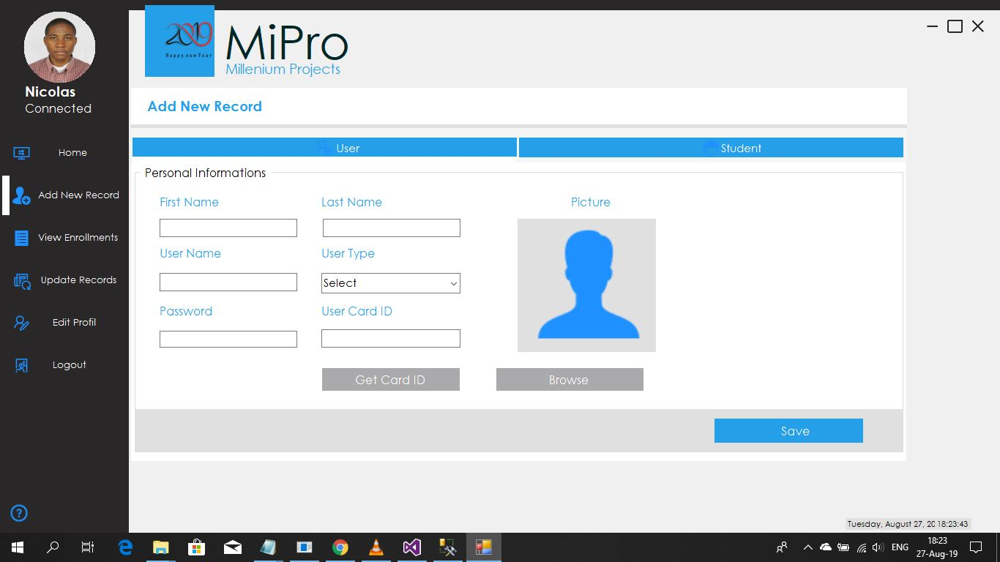 2019
Happy new Year
MiPro
Millenium Projects
Nicolas
Connected
Home
Add New Record
View Enrollments
Update Records
Edit Profil
Logout
Add New Record
User
Student
Personal Informations
First Name
Last Name
Picture
User Name
User Type
Select
Password
User Card ID
Get Card ID
Browse
Save
?
Tuesday, August 27, 20 18:23:43
ENG
18:23
27-Aug-19